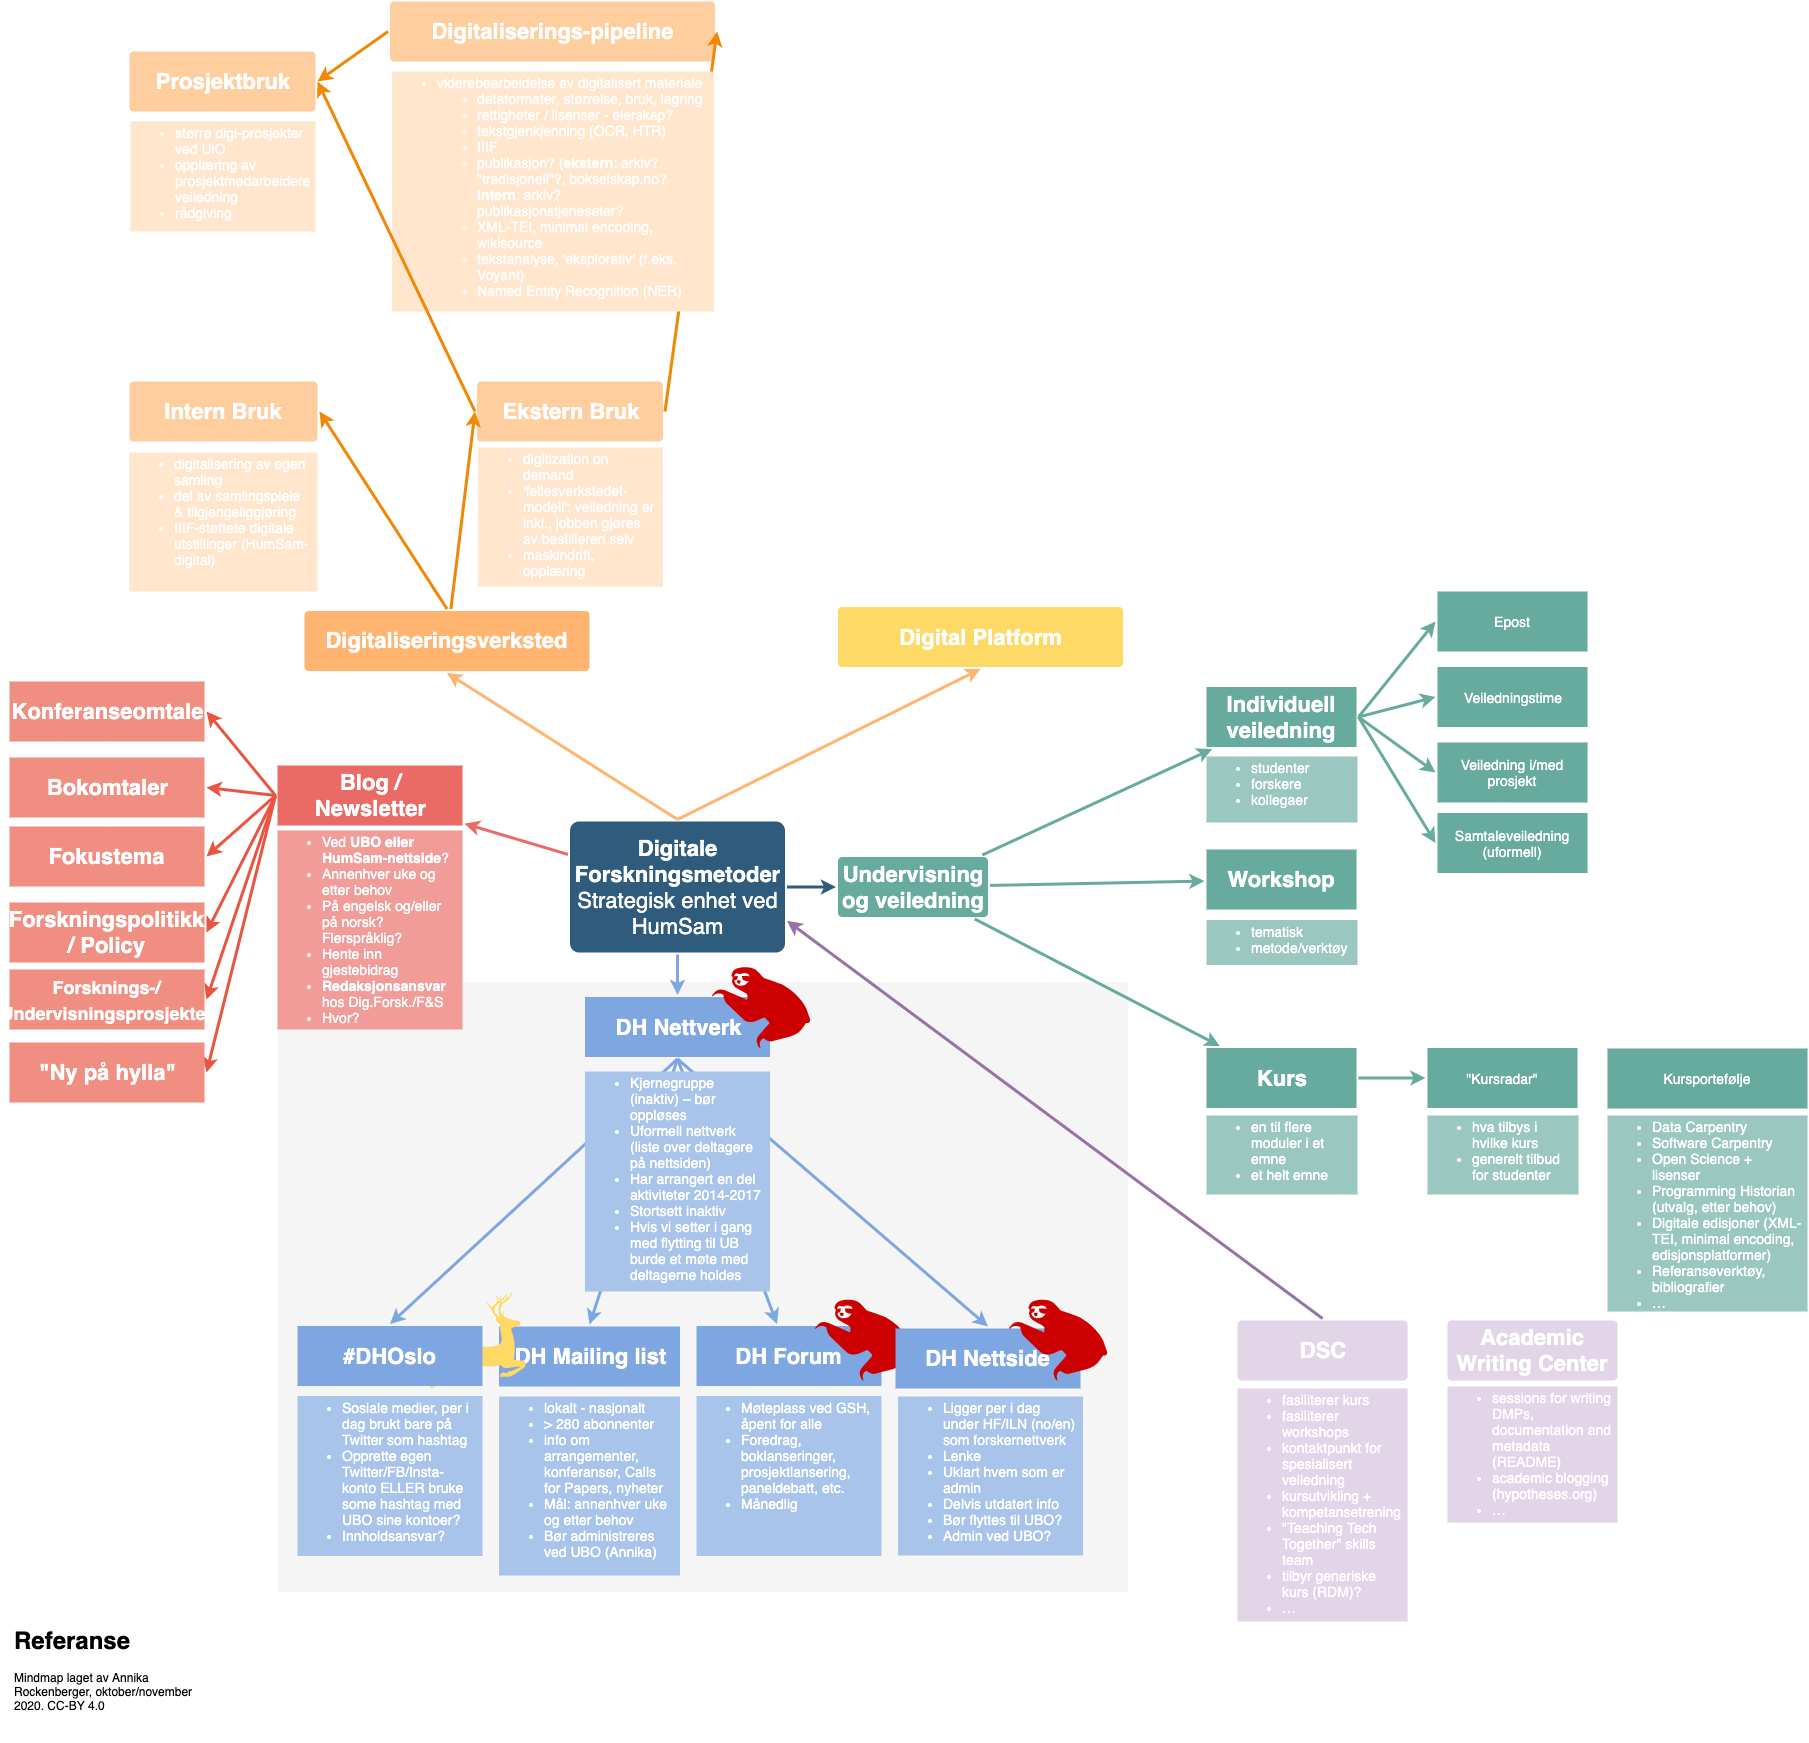 Digitaliserings-pipeline
viderebearbeidelse av digitalisert materiale
dataformater, størrelse, bruk, lagring
rettigheter / lisenser - eierskap?
tekstgjenkjenning (OCR, HTR)
IIIF
publikasjon? (ekstern: arkiv?
"tradisjonell"?, bokselskap.no?
Intern: arkiv?
publikasjonstjeneseter?
XML-TEI, minimal encoding,
wikisource
tekstanalyse, 'eksplorativ' (f.eks.
Voyant)
Named Entity Recognition (NER)
Prosjektbruk
større digi-prosjekter
ved UiO
opplæring av
prosjektmedarbeidere
veiledning
rådgiving
Intern Bruk
digitalisering av egen
samling
del av samlingspleie
& tilgjengeliggjøring
IIIF-støttete digitale
utstillinger (HumSam-
digital)
Ekstern Bruk
digitization on
demand
'fellesverkstedet-
modell': veiledning er
inkl., jobben gjøres
av bestilleren selv
maskindrift,
opplæring
Digitaliseringsverksted
Digital Platform
Konferanseomtale
Bokomtaler
Fokustema
Forskningspolitikk
/ Policy
Forsknings-/
Undervisningsprosjekte
"Ny på hylla"
Blog /
Newsletter
Ved UBO eller
HumSam-nettside?
Annenhver uke og
etter behov
På engelsk og/eller
på norsk?
Flerspråklig?
Hente inn
gjestebidrag
Redaksjonsansvar
hos Dig.Forsk./F&S
Hvor?
Digitale
Forskningsmetoder
Strategisk enhet ved
HumSam
Undervisning
og veiledning
Individuell
veiledning
studenter
forskere
kollegaer
Epost
Veiledningstime
Veiledning i/med
prosjekt
Samtaleveiledning
(uformell)
Workshop
tematisk
metode/verktøy
Kurs
en til flere
moduler i et
emne
et helt emne
"Kursradar"
hva tilbys i
hvilke kurs
generelt tilbud
for studenter
Kursportefølje
Data Carpentry
Software Carpentry
Open Science +
lisenser
Programming Historian
(utvalg, etter behov)
Digitale edisjoner (XML-
TEI, minimal encoding,
edisjonsplatformer)
Referanseverktøy,
bibliografier
…
DH Nettverk
Kjernegruppe
(inaktiv) – bør
oppløses
Uformell nettverk
(liste over deltagere
på nettsiden)
Har arrangert en del
aktiviteter 2014-2017
Stortsett inaktiv
Hvis vi setter i gang
med flytting til UB
burde et møte med
deltagerne holdes
#DHOslo
Sosiale medier, per i
dag brukt bare på
Twitter som hashtag
Opprette egen
Twitter/FB/Insta-
konto ELLER bruke
some hashtag med
UBO sine kontoer?
Innholdsansvar?
DH Mailing list
lokalt - nasjonalt
> 280 abonnenter
info om
arrangementer,
konferanser, Calls
for Papers, nyheter
Mål: annenhver uke
og etter behov
Bør administreres
ved UBO (Annika)
DH Forum
Møteplass ved GSH,
åpent for alle
Foredrag,
boklanseringer,
prosjektlansering,
paneldebatt, etc.
Månedlig
DH Nettside
Ligger per i dag
under HF/ILN (no/en)
som forskernettverk
Lenke
Uklart hvem som er
admin
Delvis utdatert info
Bør flyttes til UBO?
Admin ved UBO?
DSC
fasiliterer kurs
fasiliterer
workshops
kontaktpunkt for
spesialisert
veiledning
kursutvikling +
kompetansetrening
"Teaching Tech
Together" skills
team
tilbyr generiske
kurs (RDM)?
…
Academic
Writing Center
sessions for writing
DMPs,
documentation and
metadata
(README)
academic blogging
(hypotheses.org)
…
Referanse
Mindmap laget av Annika
Rockenberger, oktober/november
2020. CC-BY 4.0